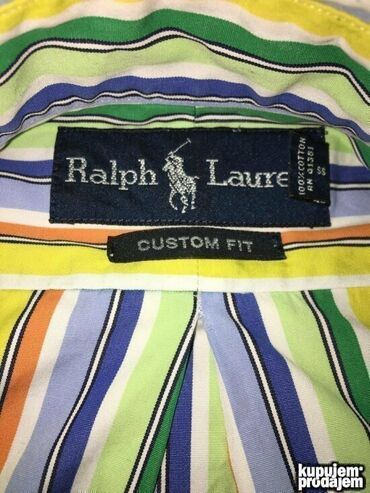 Ralph Laure
100% COTTON
RN 41381
S
CUSTOM FIT
kupujem
prodajem